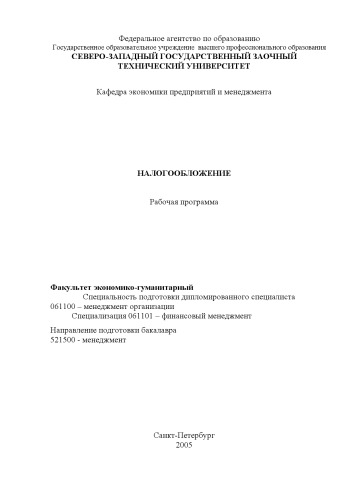 Федеральное агентство по образованию
Государственное образовательное учреждение высшего профессионального образования
СЕВЕРО-ЗАПАДНЫЙ ГОСУДАРСТВЕННЫЙ ЗАОЧНЫЙ
ТЕХНИЧЕСКИЙ УНИВЕРСИТЕТ
Кафедра экономики предприятий и менеджмента
НАЛОГООБЛОЖЕНИЕ
Рабочая программа
Факультет экономико-гуманитарный
Специальность подготовки дипломированного специалиста
061100 – менеджмент организации
Специализация 061101 – финансовый менеджмент
Направление подготовки бакалавра
521500 - менеджмент
Санкт-Петербург
2005